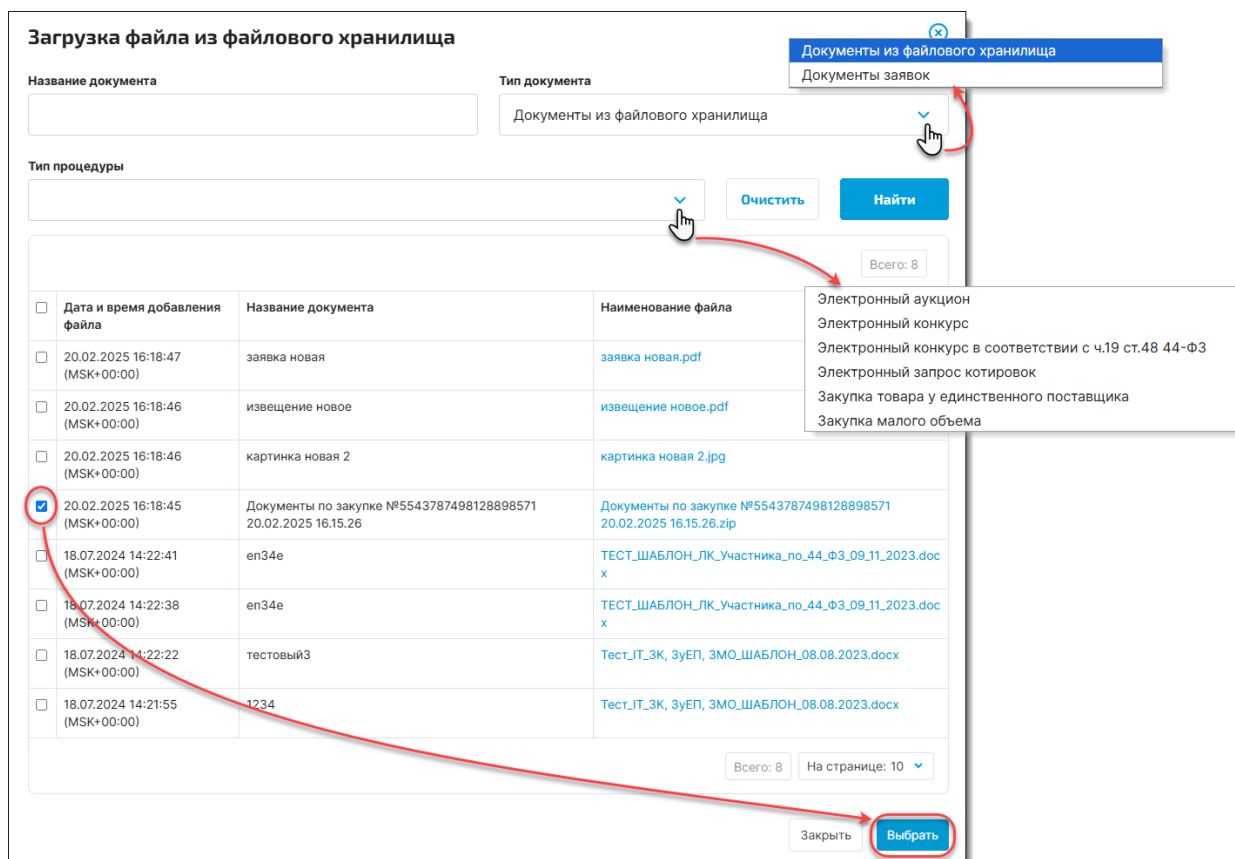 Загрузка файла из файлового хранилища
Документы из файлового хранилища
Документы заявок
Название документа
Тип документа
Документы из файлового хранилища
Тип процедуры
Очистить
Найти
Всего: 8
Электронный аукцион
Электронный конкурс
Электронный конкурс в соответствии с ч.19 ст.48 44-ФЗ
Электронный запрос котировок
Закупка товара у единственного поставщика
Закупка малого объема
Дата и время добавления
файла
Название документа
Наименование файла
20.02.2025 16:18:47
(MSK+00:00)
заявка новая
заявка новая.pdf
20.02.2025 16:18:46
(MSK+00:00)
извещение новое
извещение новое.pdf
20.02.2025 16:18:46
(MSK+00:00)
картинка новая 2
картинка новая 2.jpg
20.02.2025 16:18:45
(MSK+00:00)
Документы по закупке №5543787498128898571
20.02.2025 16.15.26
Документы по закупке №5543787498128898571
20.02.2025 16.15.26.zip
18.07.2024 14:22:41
(MSK+00:00)
еп34е
ТЕСТ_ШАБЛОН_ЛК_Участника_по_44_ФЗ_09_11_2023.doc
x
18.07.2024 14:22:38
(MSK+00:00)
еп34е
ТЕСТ_ШАБЛОН_ЛК_Участника_по_44_ФЗ_09_11_2023.doc
x
18.07.2024 14:22:22
(MSK+00:00)
тестовый3
Тест_IT_ЗК, ЗуЕП, ЗМО_ШАБЛОН_08.08.2023.docx
18.07.2024 14:21:55
(MSK+00:00)
1234
Тест_IT_ЗК, ЗуЕП, ЗМО_ШАБЛОН_08.08.2023.docx
Всего: 8
На странице: 10
Закрыть
Выбрать